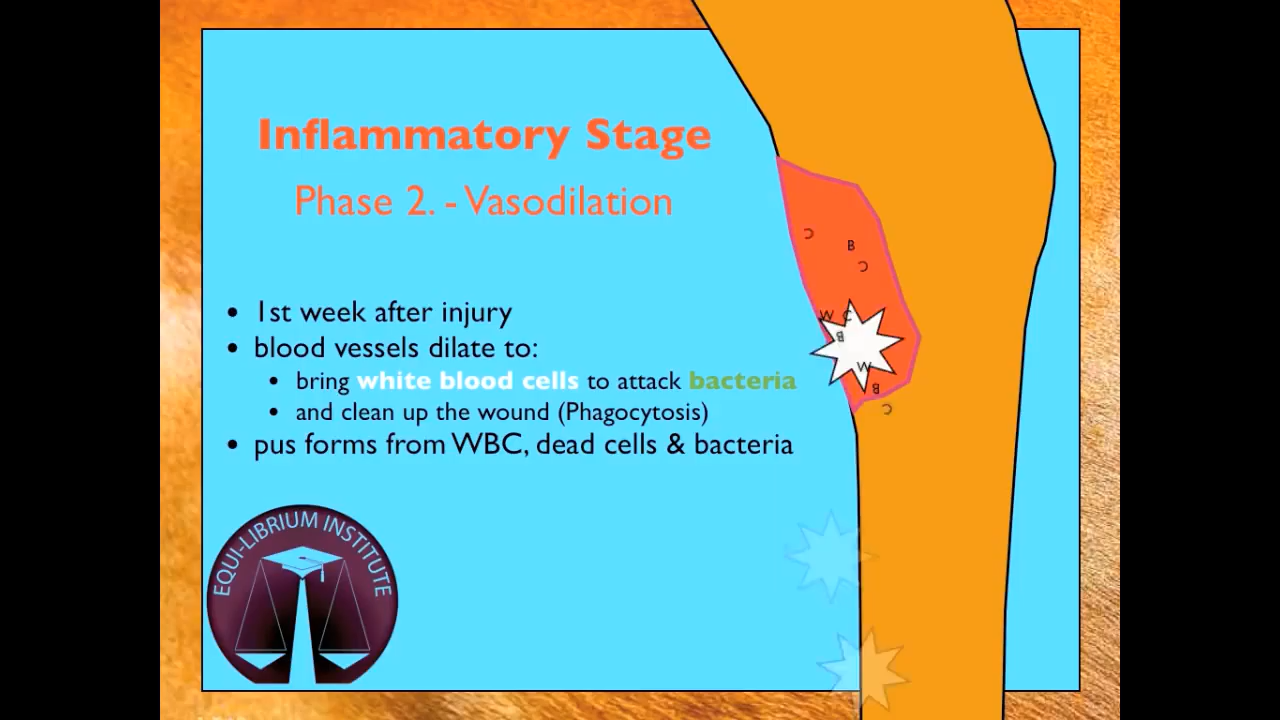 Inflammatory Stage
Phase 2. - Vasodilation
• 1st week after injury
• blood vessels dilate to:
• bring white blood cells to attack bacteria
• and clean up the wound (Phagocytosis)
• pus forms from WBC, dead cells & bacteria
C
B
C
W C
B
W
B
C
EQUI-LIBRIUM INSTITUTE